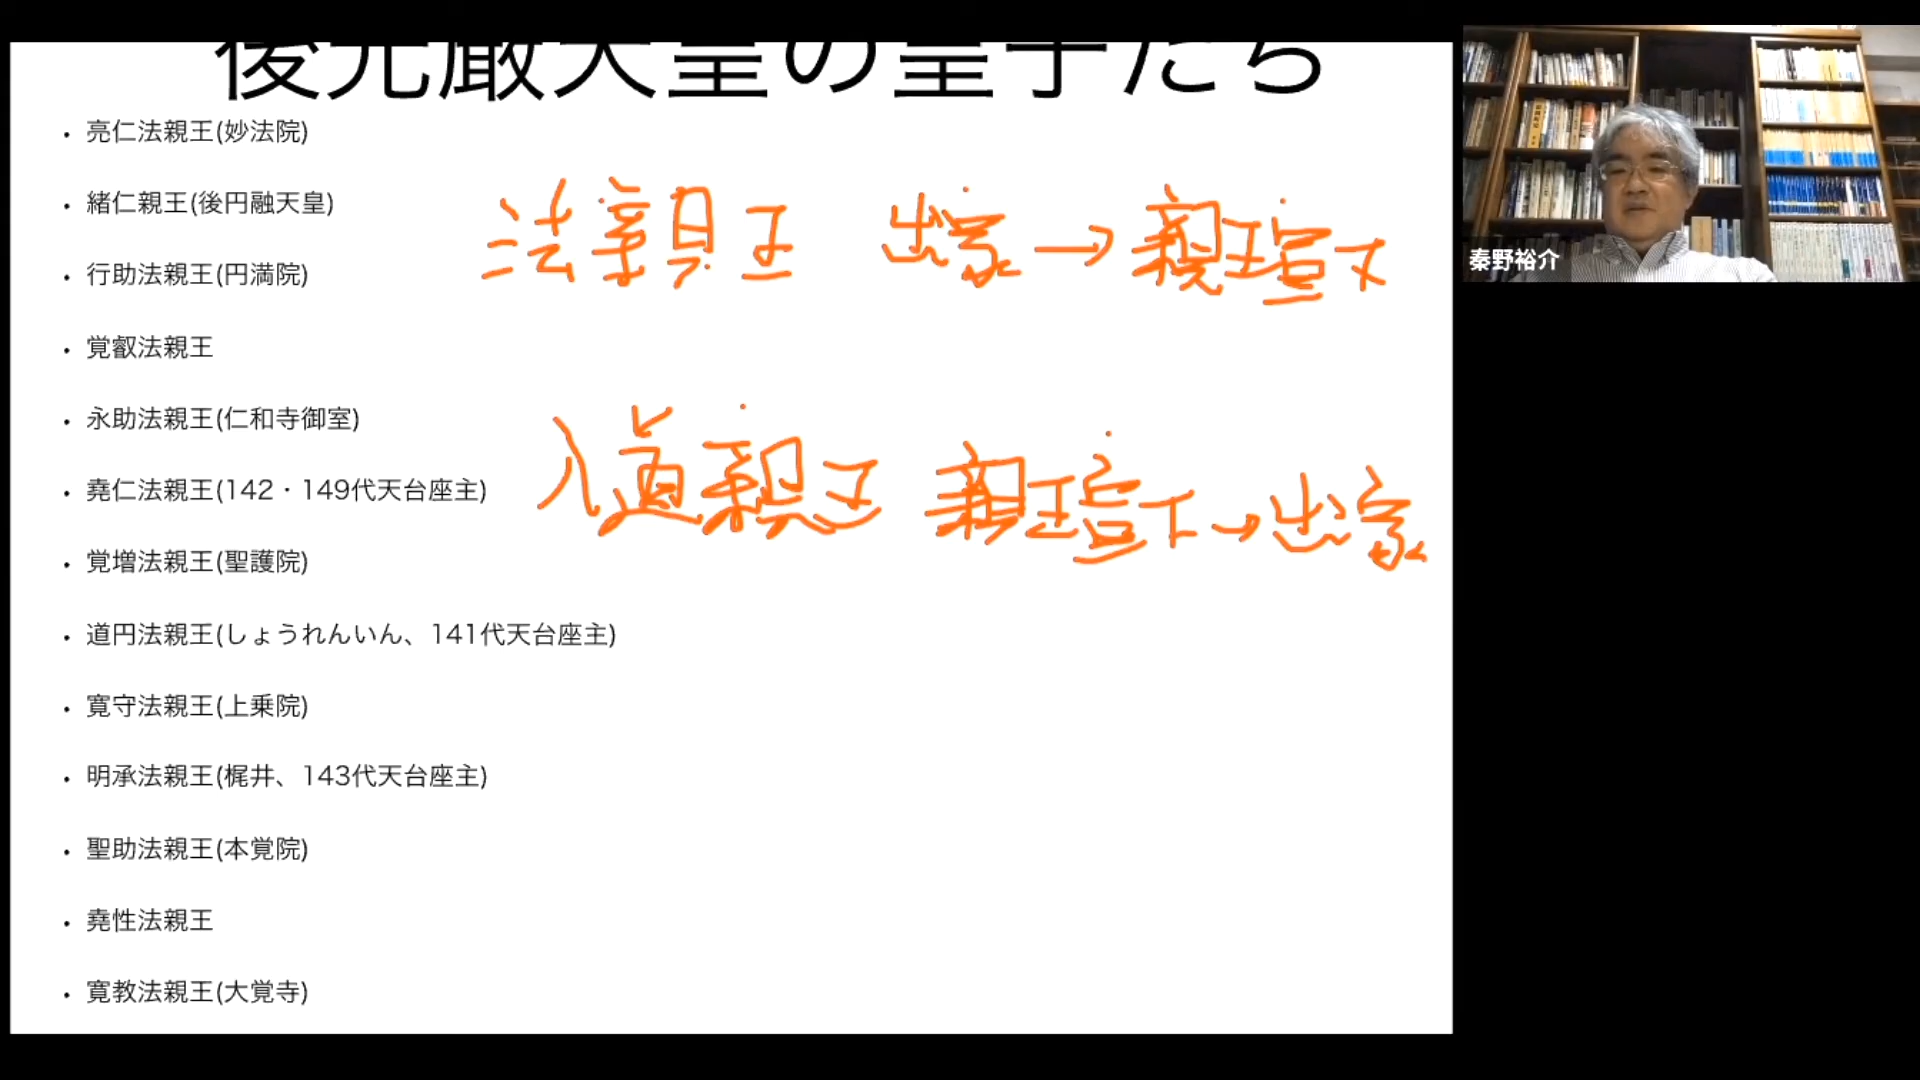 後光厳天皇の皇子たち
・亮仁法親王(妙法院)
・緒仁親王(後円融天皇)
・行助法親王(円満院)
・覚叡法親王
・永助法親王(仁和寺御室)
・堯仁法親王(142・149代天台座主)
・覚増法親王(聖護院)
・道円法親王(しょうれんいん、141代天台座主)
・寛守法親王(上乗院)
・明承法親王(梶井、143代天台座主)
・聖助法親王(本覚院)
・堯性法親王
・寛教法親王(大覚寺)
法親王 出家→親王宣下
入道親王 親王宣下→出家
秦野裕介